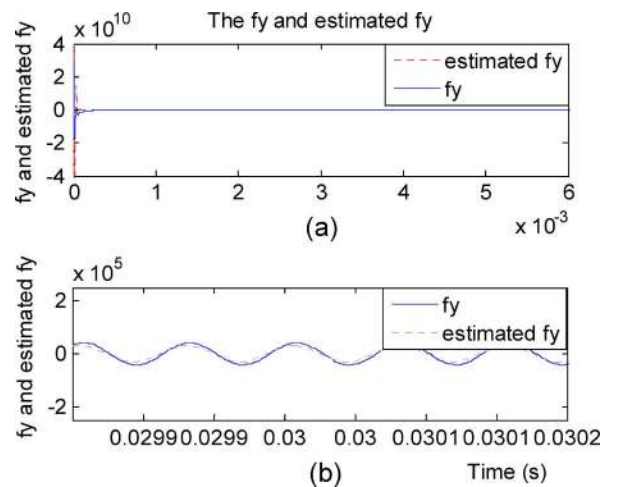 The fy and estimated fy
x 10^10
fy and estimated fy
4
2
0
-2
-4
estimated fy
fy
0 1 2 3 4 5 6
(a)
x 10^-3
x 10^5
fy and estimated fy
2
0
-2
fy
estimated fy
0.0299 0.0299 0.03 0.03 0.0301 0.0301 0.0302
(b)
Time (s)